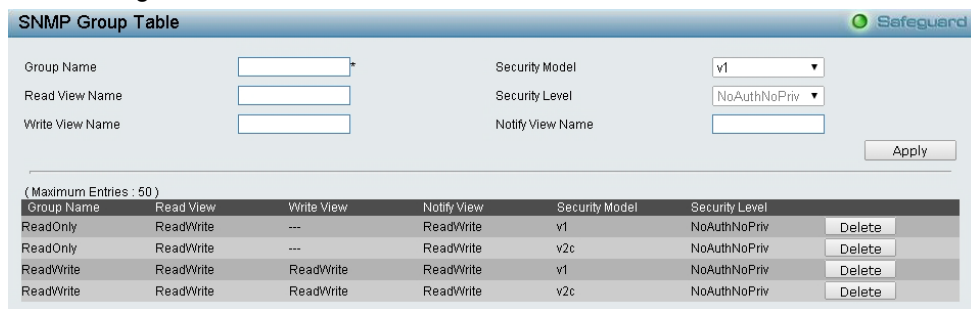 SNMP Group Table
Safeguard
Group Name * Security Model v1
Read View Name Security Level NoAuthNoPriv
Write View Name Notify View Name
Apply
( Maximum Entries : 50 )
Group Name Read View Write View Notify View Security Model Security Level
ReadOnly ReadWrite --- ReadWrite v1 NoAuthNoPriv Delete
ReadOnly ReadWrite --- ReadWrite v2c NoAuthNoPriv Delete
ReadWrite ReadWrite ReadWrite ReadWrite v1 NoAuthNoPriv Delete
ReadWrite ReadWrite ReadWrite ReadWrite v2c NoAuthNoPriv Delete